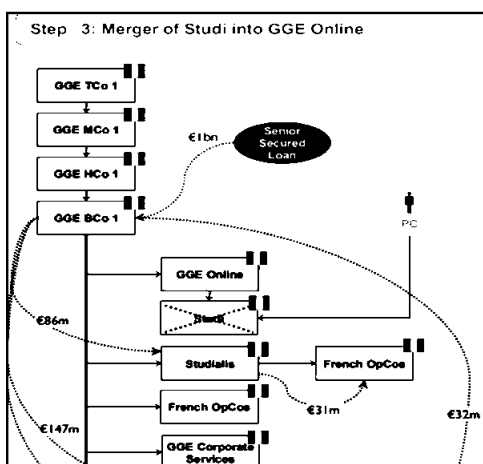 Step 3: Merger of Studi into GGE Online
GGE TCo 1
GGE MCo 1
€1bn
Senior
Secured
Loan
GGE HCo 1
GGE BCo 1
PC
GGE Online
Studi
€86m
Studialis
French OpCos
€31m
French OpCos
€32m
€147m
GGE Corporate
Services